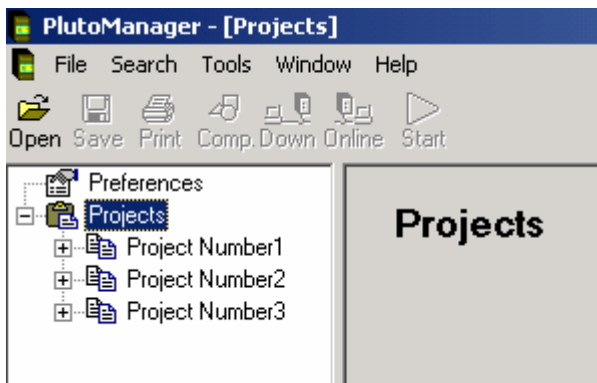 PlutoManager - [Projects]
File Search Tools Window Help
Open Save Print Comp. Down Online Start
Preferences
Projects
Project Number1
Project Number2
Project Number3
Projects